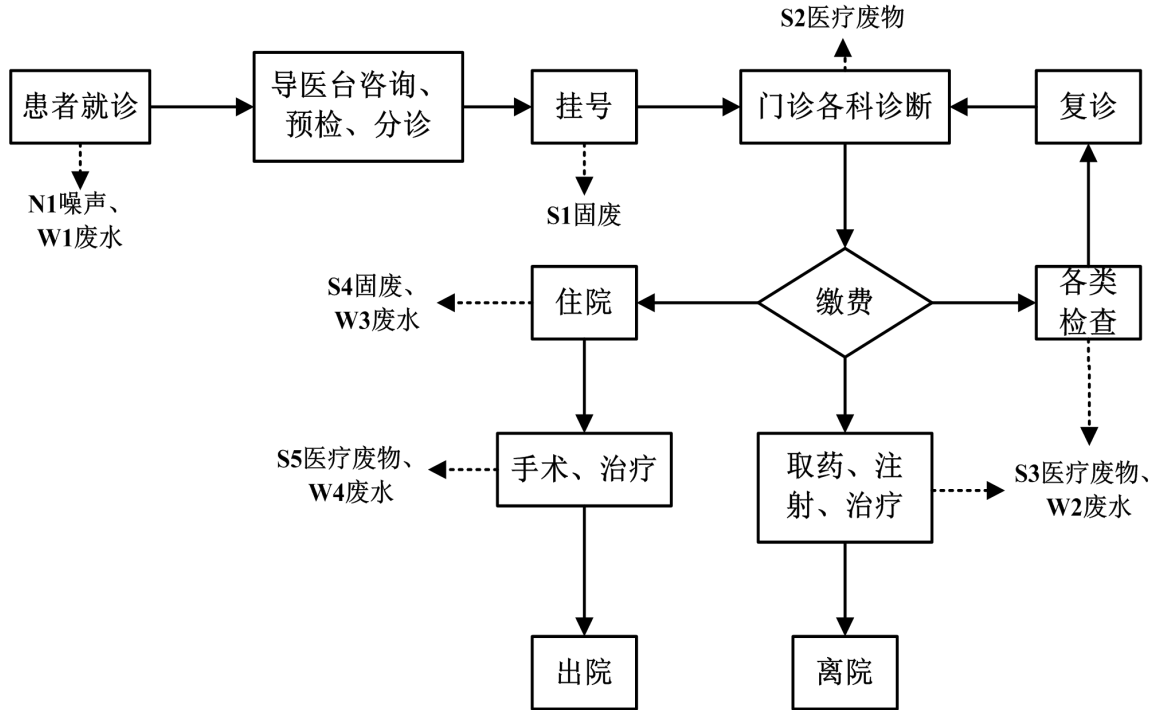 S2医疗废物
患者就诊
导医台咨询、
预检、分诊
挂号
门诊各科诊断
复诊
N1噪声、
W1废水
S1固废
S4固废、
W3废水
住院
缴费
各类
检查
S5医疗废物、
W4废水
手术、治疗
取药、注
射、治疗
S3医疗废物、
W2废水
出院
离院